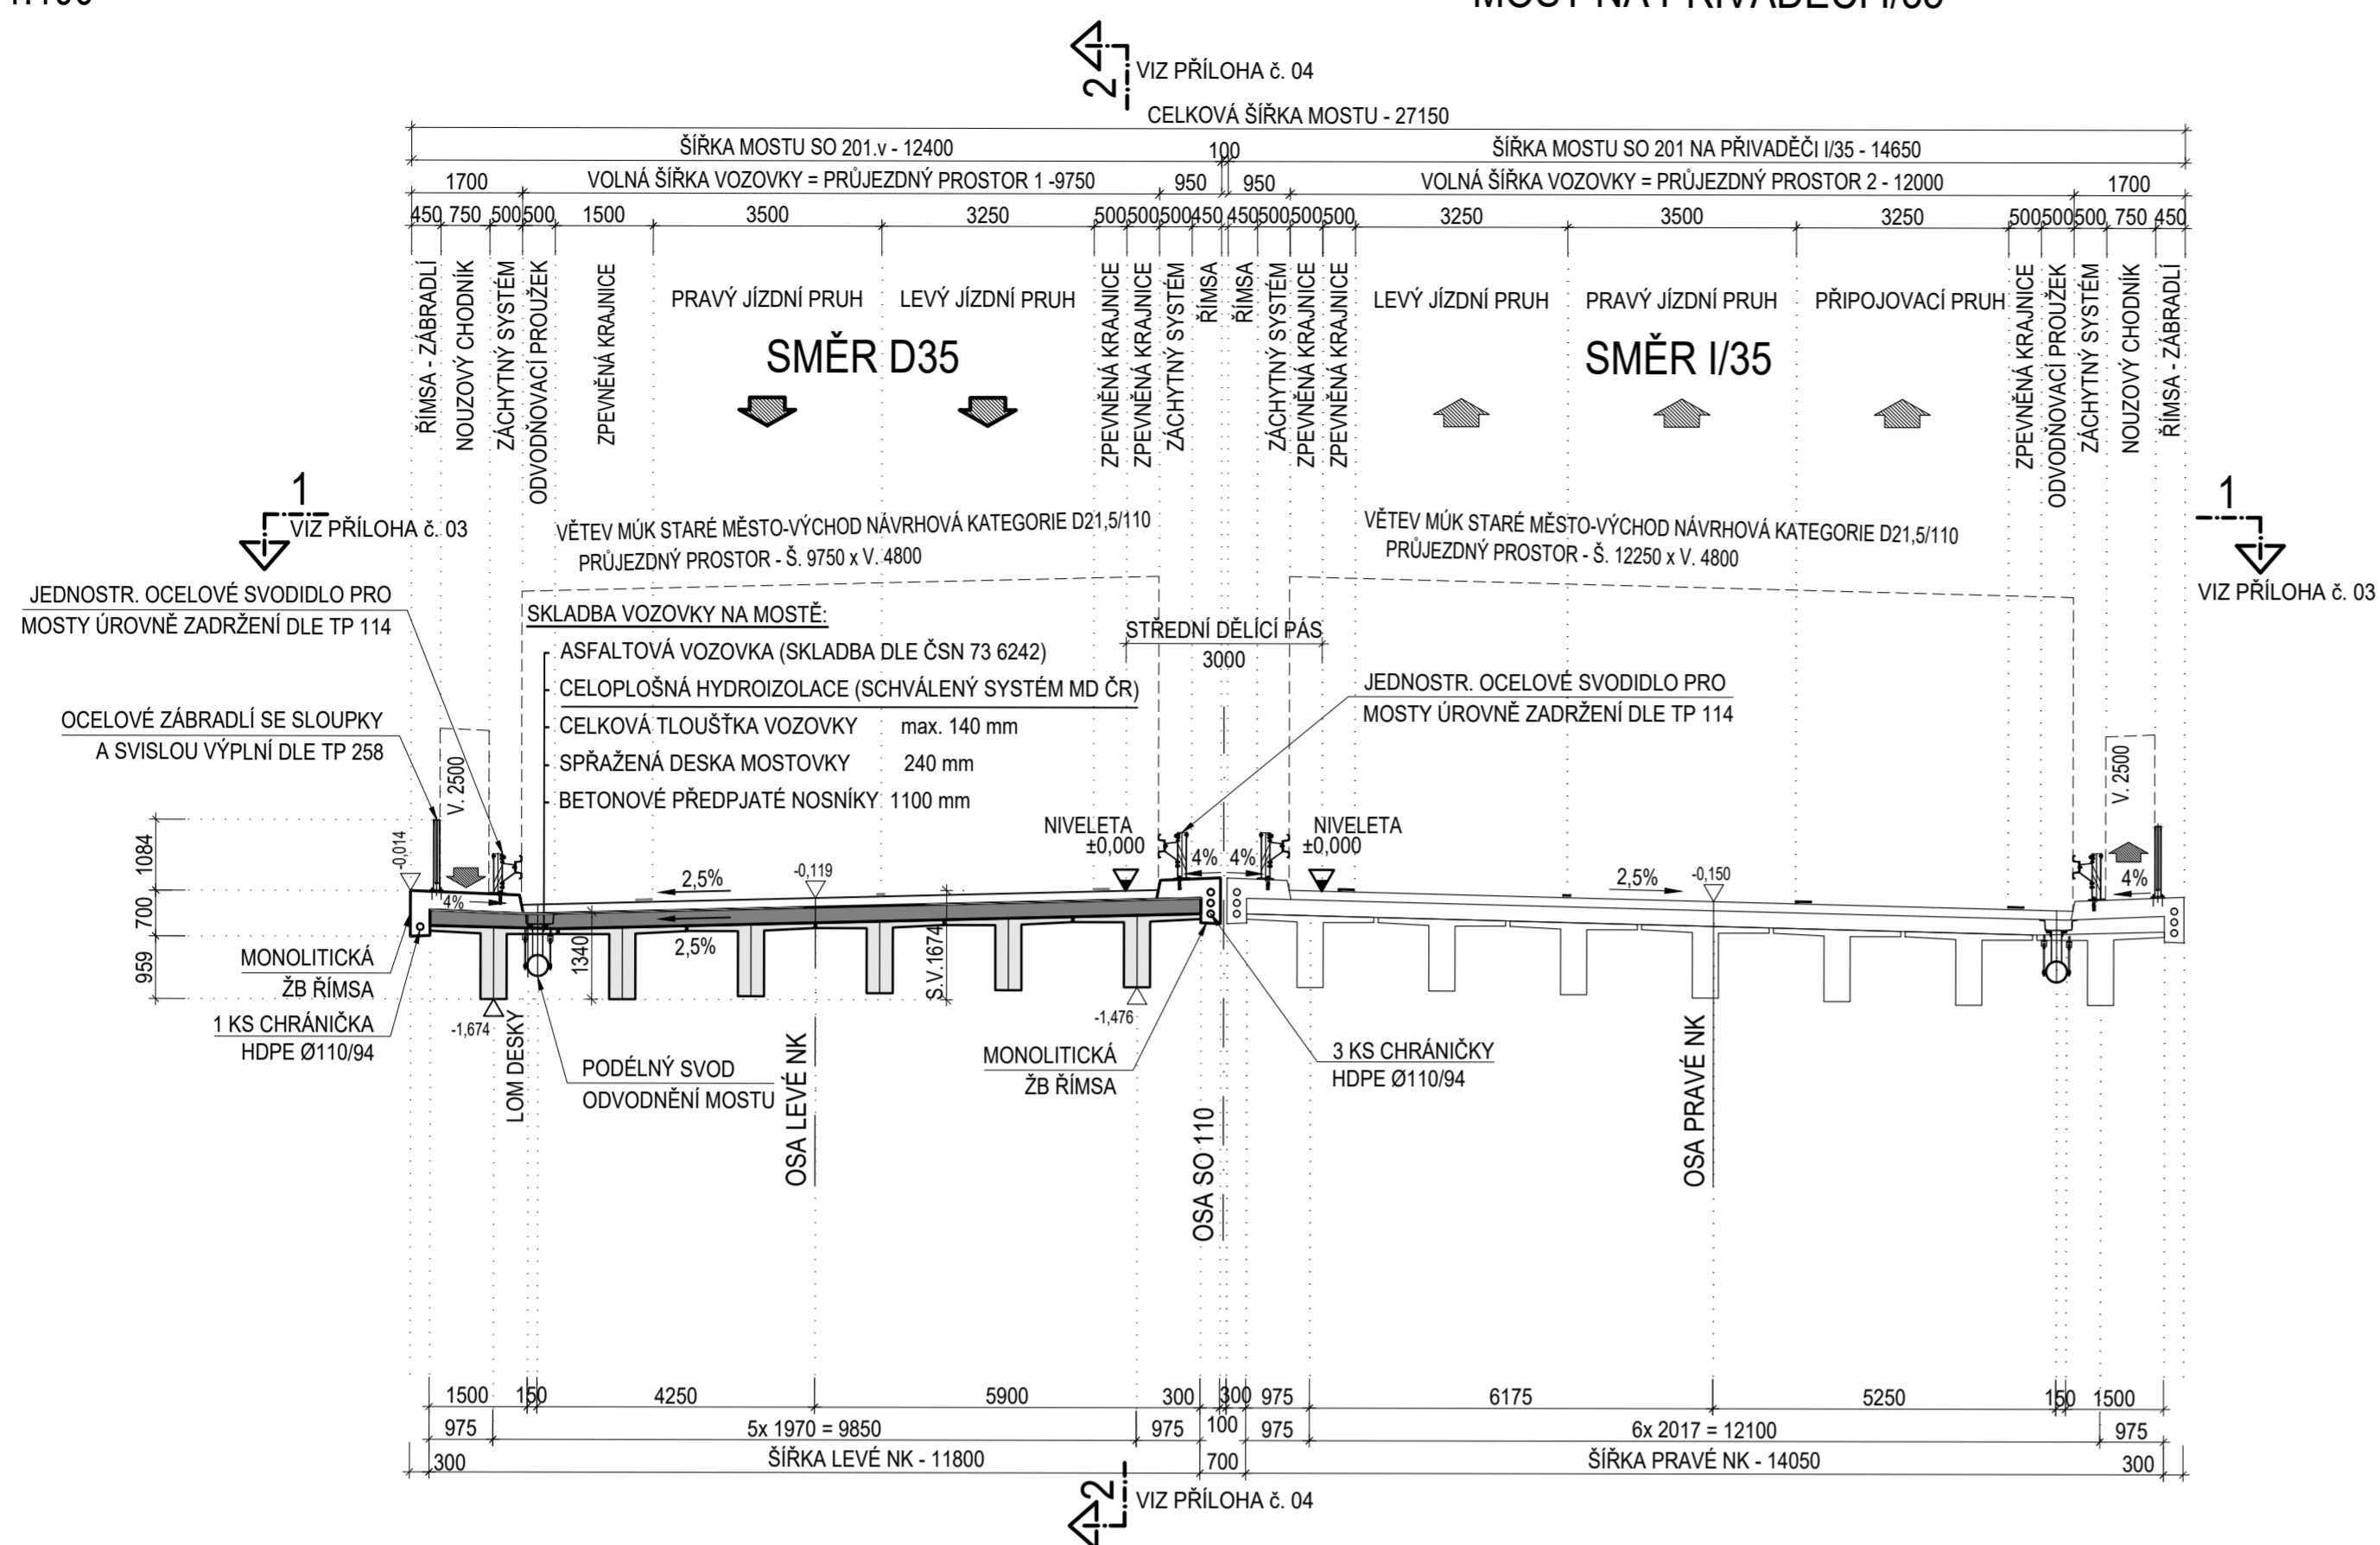 VIZ PŘÍLOHA č. 04
2
CELKOVÁ ŠÍŘKA MOSTU - 27150
ŠÍŘKA MOSTU SO 201.v - 12400
100
ŠÍŘKA MOSTU SO 201 NA PŘIVADĚČI I/35 - 14650
1700
VOLNÁ ŠÍŘKA VOZOVKY = PRŮJEZDNÝ PROSTOR 1 -9750
950
950
VOLNÁ ŠÍŘKA VOZOVKY = PRŮJEZDNÝ PROSTOR 2 - 12000
1700
450 750 500 500 1500 3500 3250 500 500 500 450 450 500 500 500 3250 3500 3250 500 500 500 750 450
ŘÍMSA - ZÁBRADLÍ
NOUZOVÝ CHODNÍK
ZÁCHYTNÝ SYSTÉM
ODVODŇOVACÍ PROUŽEK
ZPEVNĚNÁ KRAJNICE
PRAVÝ JÍZDNÍ PRUH
LEVÝ JÍZDNÍ PRUH
ZPEVNĚNÁ KRAJNICE
ZPEVNĚNÁ KRAJNICE
ZÁCHYTNÝ SYSTÉM
ŘÍMSA
ŘÍMSA
ZÁCHYTNÝ SYSTÉM
ZPEVNĚNÁ KRAJNICE
ZPEVNĚNÁ KRAJNICE
LEVÝ JÍZDNÍ PRUH
PRAVÝ JÍZDNÍ PRUH
PŘIPOJOVACÍ PRUH
ZPEVNĚNÁ KRAJNICE
ODVODŇOVACÍ PROUŽEK
ZÁCHYTNÝ SYSTÉM
NOUZOVÝ CHODNÍK
ŘÍMSA - ZÁBRADLÍ
SMĚR D35
SMĚR I/35
1
VIZ PŘÍLOHA č. 03
VĚTEV MÚK STARÉ MĚSTO-VÝCHOD NÁVRHOVÁ KATEGORIE D21,5/110
PRŮJEZDNÝ PROSTOR - Š. 9750 x V. 4800
VĚTEV MÚK STARÉ MĚSTO-VÝCHOD NÁVRHOVÁ KATEGORIE D21,5/110
PRŮJEZDNÝ PROSTOR - Š. 12250 x V. 4800
1
VIZ PŘÍLOHA č. 03
JEDNOSTR. OCELOVÉ SVODIDLO PRO
MOSTY ÚROVNĚ ZADRŽENÍ DLE TP 114
OCELOVÉ ZÁBRADLÍ SE SLOUPKY
A SVISLOU VÝPLNÍ DLE TP 258
SKLADBA VOZOVKY NA MOSTĚ:
ASFALTOVÁ VOZOVKA (SKLADBA DLE ČSN 73 6242)
CELOPLOŠNÁ HYDROIZOLACE (SCHVÁLENÝ SYSTÉM MD ČR)
CELKOVÁ TLOUŠŤKA VOZOVKY max. 140 mm
SPŘAŽENÁ DESKA MOSTOVKY 240 mm
BETONOVÉ PŘEDPJATÉ NOSNÍKY 1100 mm
STŘEDNÍ DĚLÍCÍ PÁS
3000
JEDNOSTR. OCELOVÉ SVODIDLO PRO
MOSTY ÚROVNĚ ZADRŽENÍ DLE TP 114
V. 2500
V. 2500
NIVELETA
±0,000
NIVELETA
±0,000
1084
700
959
-0,014
4%
2,5%
-0,119
2,5%
1340
S.V.1674
4%
4%
2,5%
-0,150
4%
-1,674
-1,476
MONOLITICKÁ
ŽB ŘÍMSA
1 KS CHRÁNIČKA
HDPE Ø110/94
LOM DESKY
PODÉLNÝ SVOD
ODVODNĚNÍ MOSTU
OSA LEVÉ NK
MONOLITICKÁ
ŽB ŘÍMSA
OSA SO 110
3 KS CHRÁNIČKY
HDPE Ø110/94
OSA PRAVÉ NK
1500 150 4250 5900 300 300 975 6175 5250 150 1500
975 5x 1970 = 9850 975 100 975 6x 2017 = 12100 975
300 ŠÍŘKA LEVÉ NK - 11800 700 ŠÍŘKA PRAVÉ NK - 14050 300
2
VIZ PŘÍLOHA č. 04